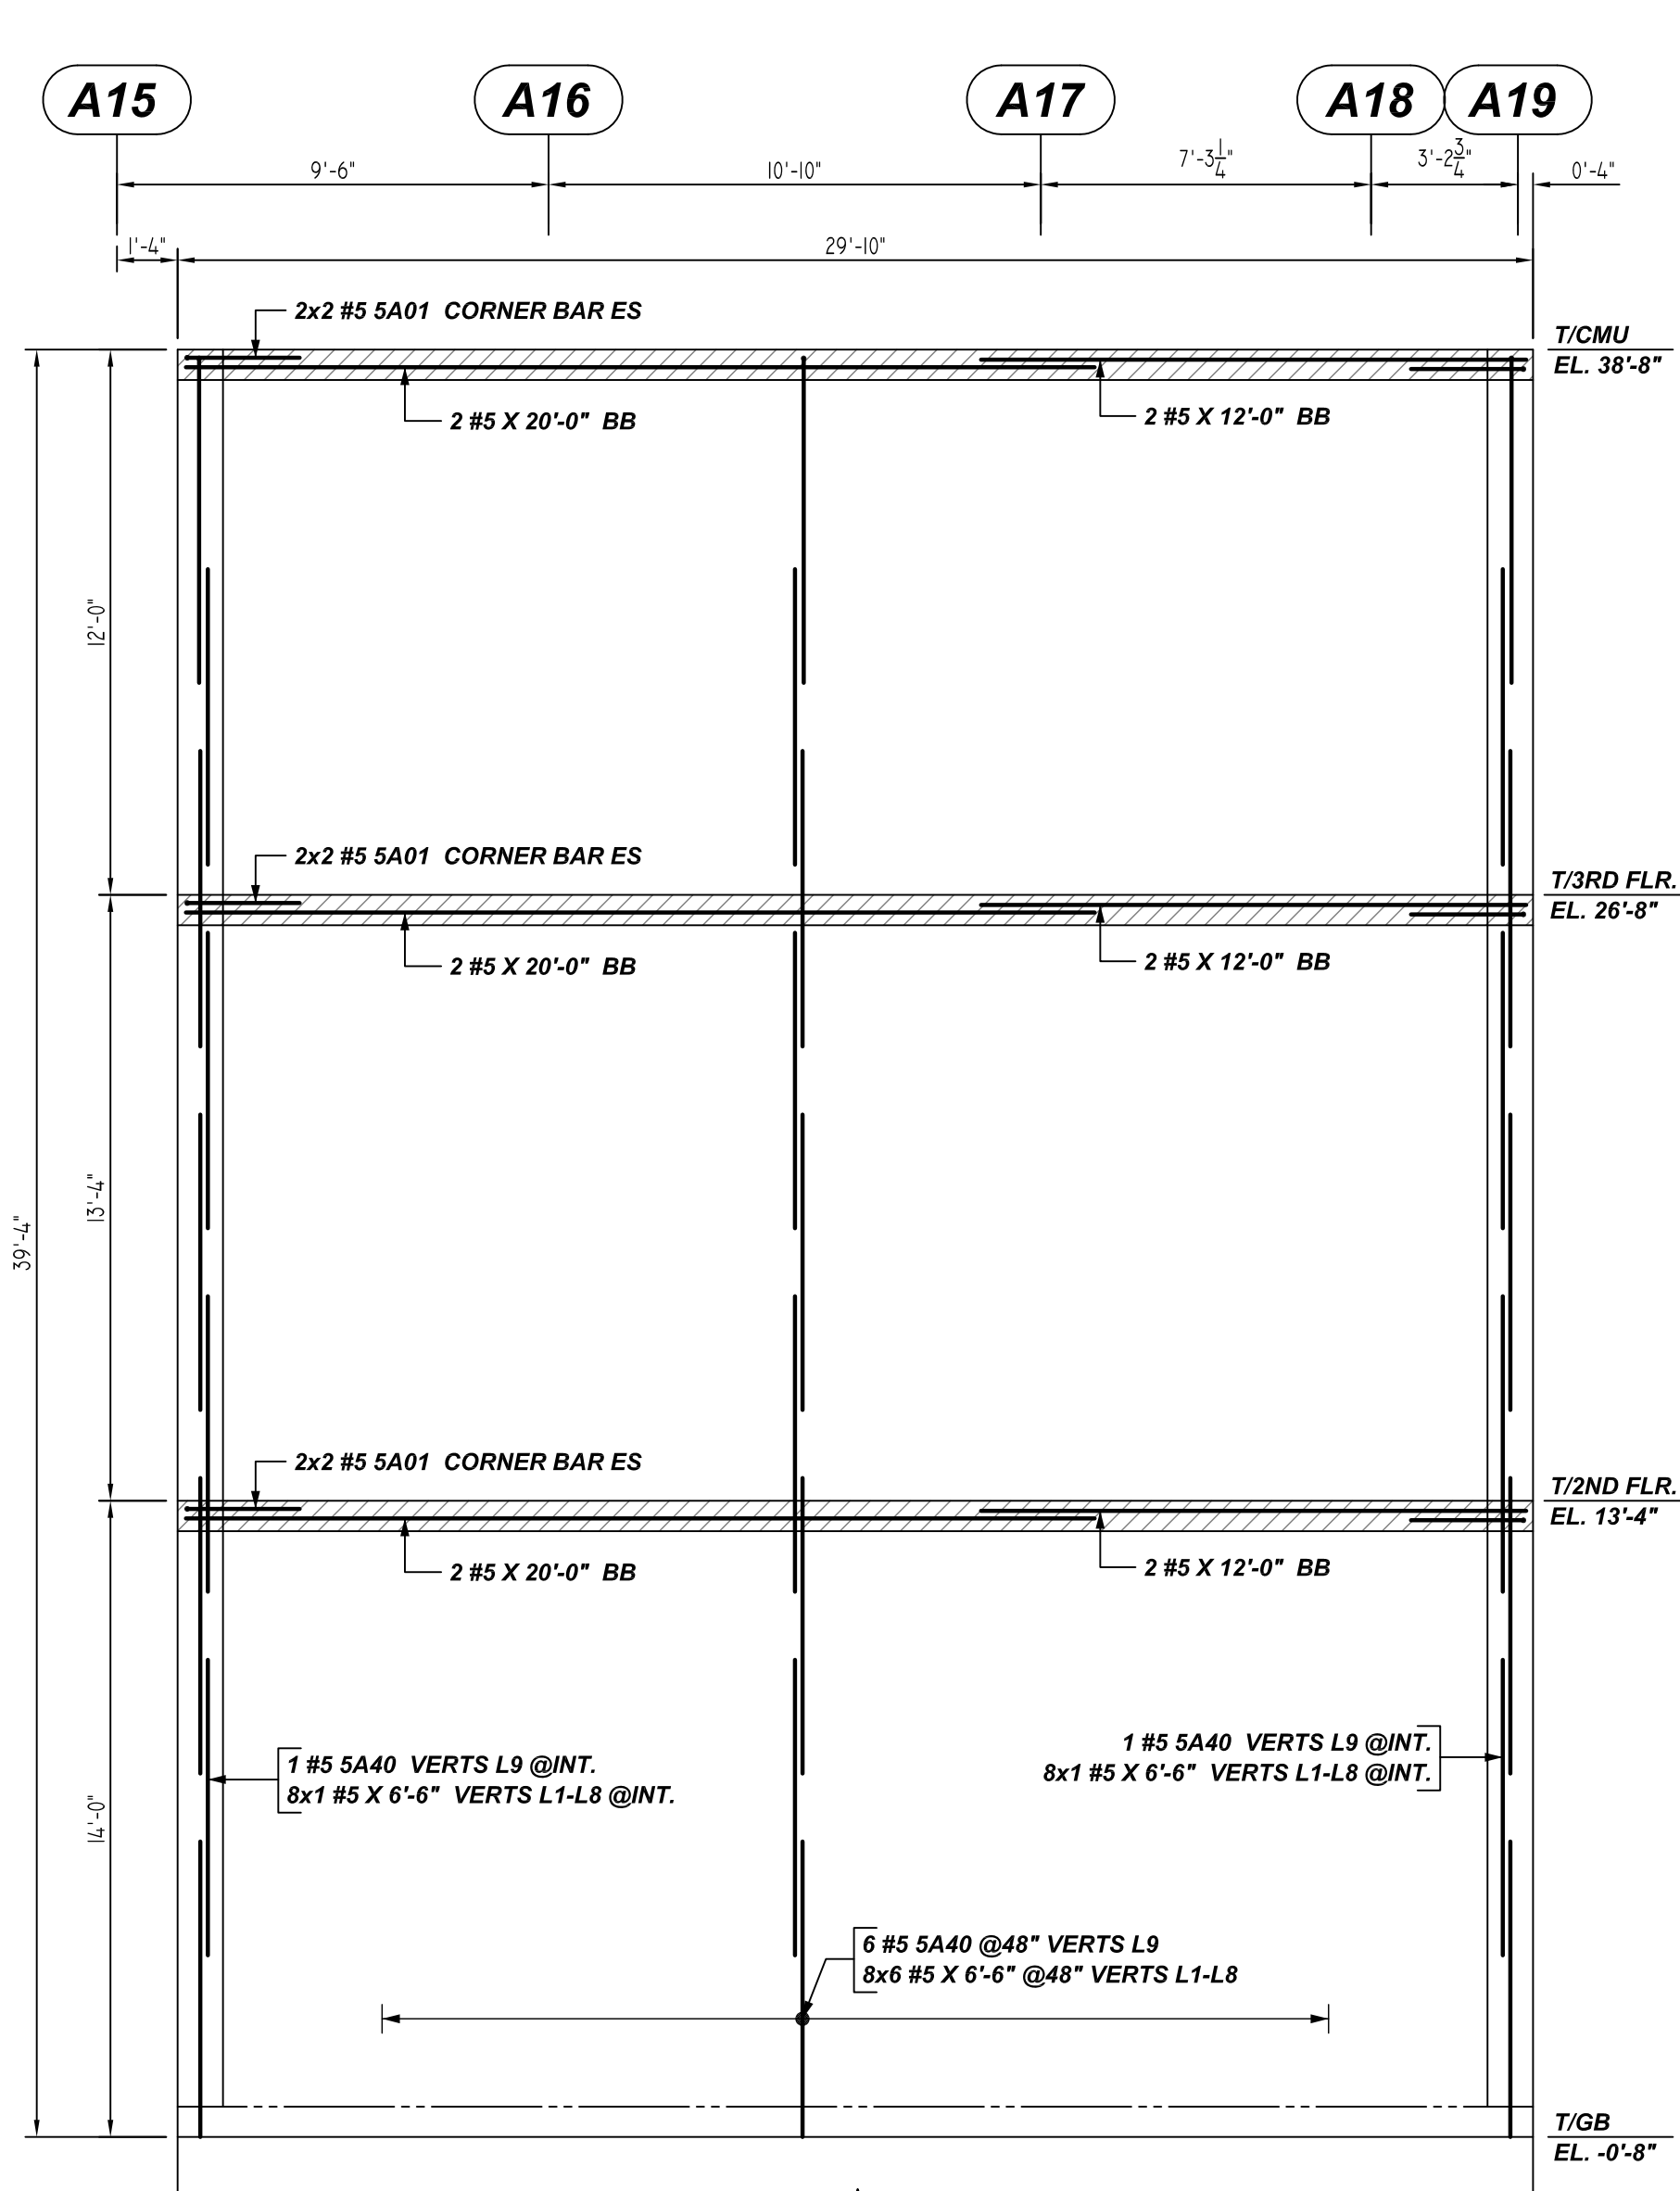 A15 A16 A17 A18 A19
9'-6" 10'-10" 7'-3 1/4" 3'-2 3/4" 0'-4"
1'-4" 29'-10"
2x2 #5 5A01 CORNER BAR ES
T/CMU
EL. 38'-8"
2 #5 X 20'-0" BB
2 #5 X 12'-0" BB
12'-0"
2x2 #5 5A01 CORNER BAR ES
T/3RD FLR.
EL. 26'-8"
2 #5 X 20'-0" BB
2 #5 X 12'-0" BB
13'-4"
39'-4"
2x2 #5 5A01 CORNER BAR ES
T/2ND FLR.
EL. 13'-4"
2 #5 X 20'-0" BB
2 #5 X 12'-0" BB
1 #5 5A40 VERTS L9 @INT.
8x1 #5 X 6'-6" VERTS L1-L8 @INT.
1 #5 5A40 VERTS L9 @INT.
8x1 #5 X 6'-6" VERTS L1-L8 @INT.
14'-0"
6 #5 5A40 @48" VERTS L9
8x6 #5 X 6'-6" @48" VERTS L1-L8
T/GB
EL. -0'-8"